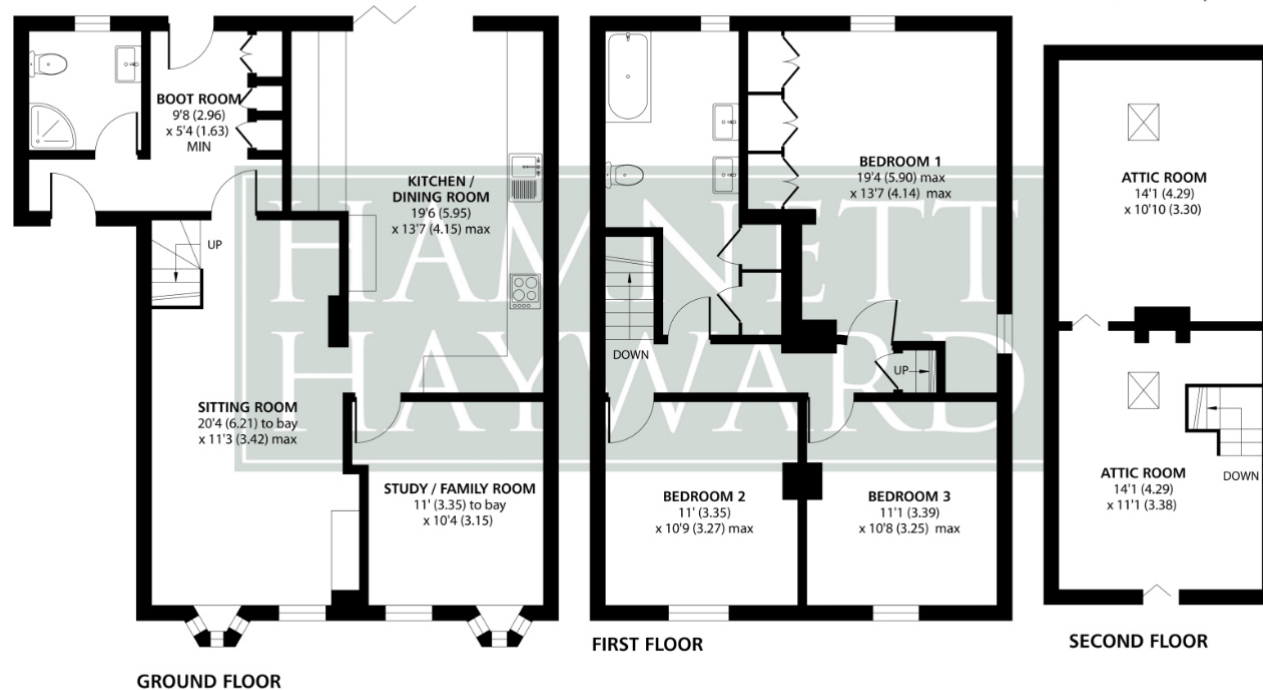 BOOT ROOM
9'8 (2.96)
x 5'4 (1.63)
MIN
KITCHEN /
DINING ROOM
19'6 (5.95)
x 13'7 (4.15) max
UP
SITTING ROOM
20'4 (6.21) to bay
x 11'3 (3.42) max
STUDY / FAMILY ROOM
11' (3.35) to bay
x 10'4 (3.15)
GROUND FLOOR
BEDROOM 1
19'4 (5.90) max
x 13'7 (4.14) max
DOWN
UP
BEDROOM 2
11' (3.35)
x 10'9 (3.27) max
BEDROOM 3
11'1 (3.39)
x 10'8 (3.25) max
FIRST FLOOR
ATTIC ROOM
14'1 (4.29)
x 10'10 (3.30)
ATTIC ROOM
14'1 (4.29)
x 11'1 (3.38)
DOWN
SECOND FLOOR
HAMNETT
HAYWARD